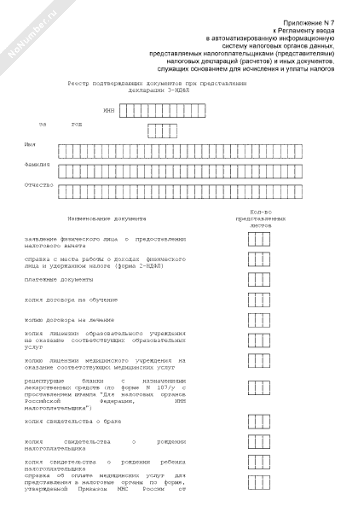 Приложение N 7
к Регламенту ввода
в автоматизированную информационную
систему налоговых органов данных,
представляемых налогоплательщиками (представителями)
налоговых деклараций (расчетов) и иных документов,
служащих основанием для исчисления и уплаты налогов
NoNumber.ru
Реестр подтверждающих документов при представлении
декларации 3-НДФЛ
ИНН
за год
Имя
Фамилия
Отчество
Наименование документа
Кол-во
представленных
листов
заявление физического лица о предоставлении
налогового вычета
справка с места работы о доходах физического
лица и удержанном налоге (форма 2-НДФЛ)
платежные документы
копия договора на обучение
копию договора на лечение
копия лицензии образовательного учреждения
на оказание соответствующих образовательных
услуг
копию лицензии медицинского учреждения на
оказание соответствующих медицинских услуг
рецептурные бланки с назначенными
лекарственных средств по форме N 107/у с
проставлением штампа "Для налоговых органов
Российской Федерации, ИНН
налогоплательщика")
копия свидетельства о браке
копия свидетельства о рождении
налогоплательщика
копия свидетельства о рождении ребенка
налогоплательщика
справка об оплате медицинских услуг для
представления в налоговые органы по форме,
утвержденной Приказом МНС России от